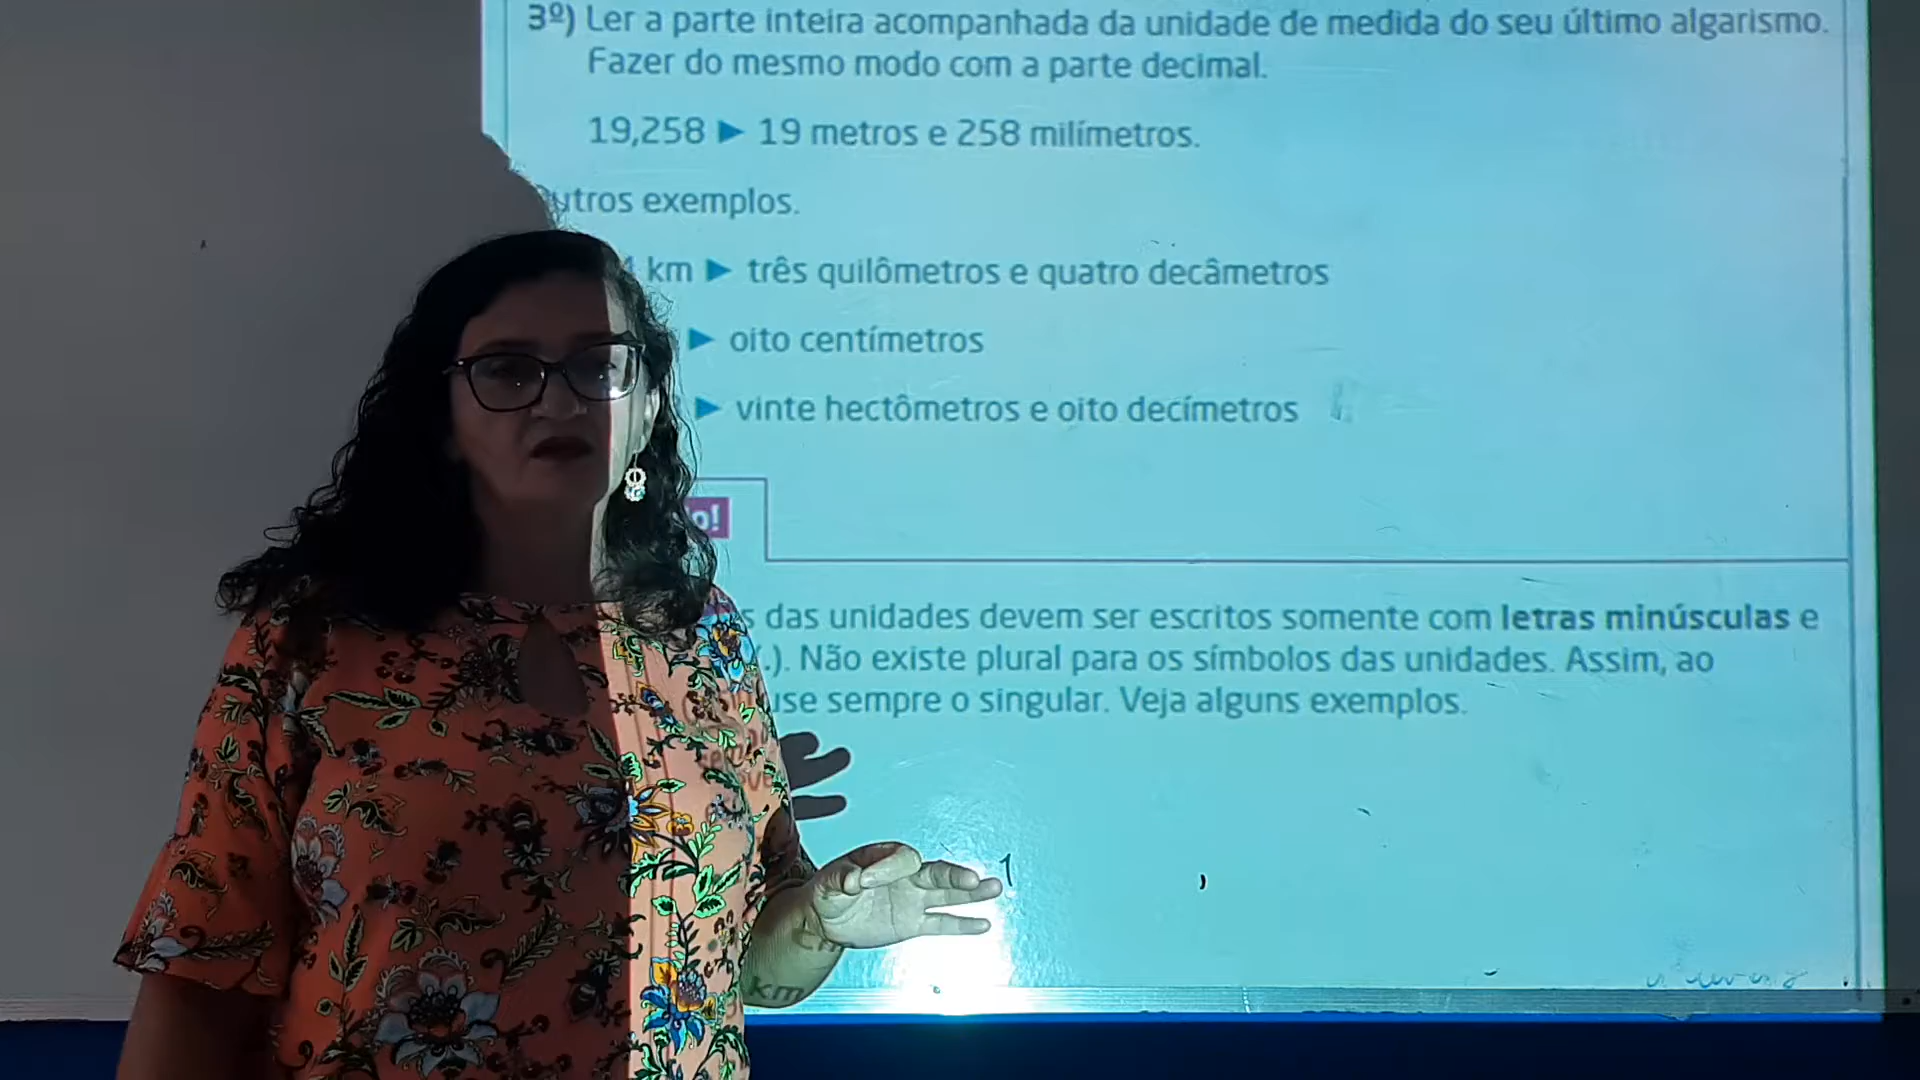 3º) Ler a parte inteira acompanhada da unidade de medida do seu último algarismo.
Fazer do mesmo modo com a parte decimal.
19,258 ► 19 metros e 258 milímetros.
Outros exemplos.
km ► três quilômetros e quatro decâmetros
► oito centímetros
► vinte hectômetros e oito decímetros
o!
s das unidades devem ser escritos somente com letras minúsculas e
(.). Não existe plural para os símbolos das unidades. Assim, ao
use sempre o singular. Veja alguns exemplos.
1
km